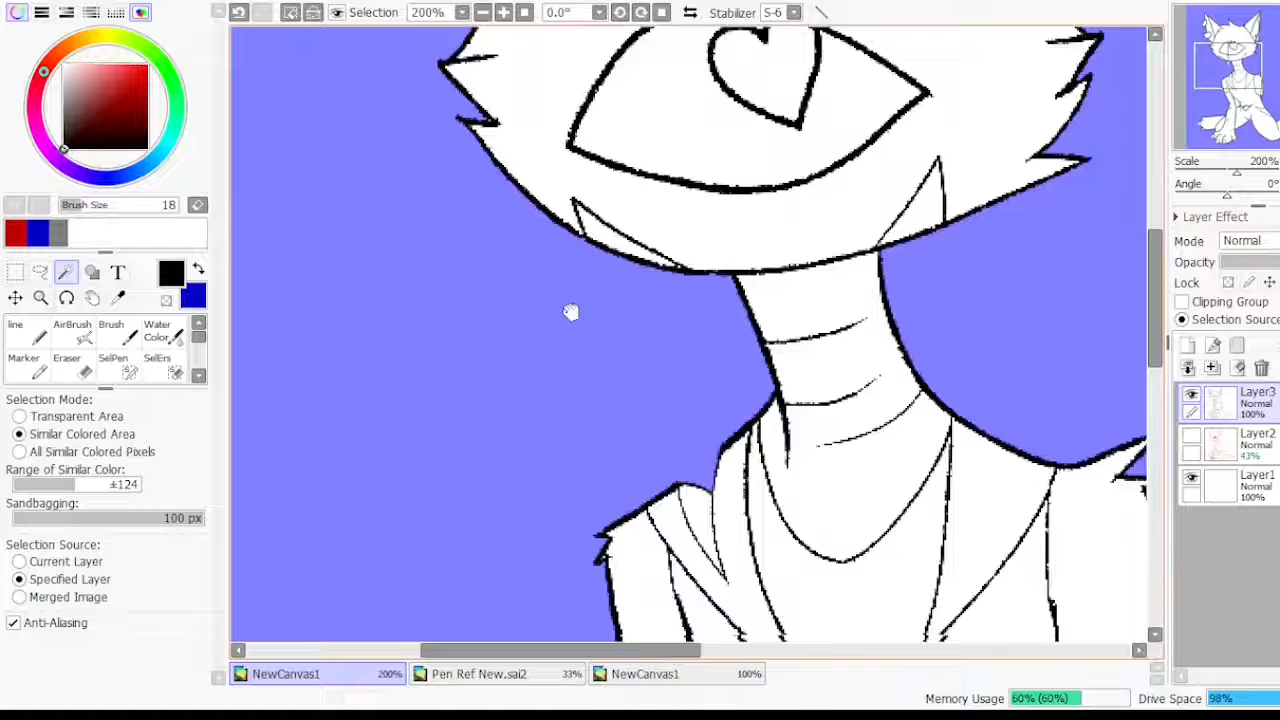 Selection 200% 0.0° Stabilizer S-6
Brush Size 18
T
line AirBrush Brush Water Color
Marker Eraser SelPen SelErs
Selection Mode:
Transparent Area
Similar Colored Area
All Similar Colored Pixels
Range of Similar Color:
±124
Sandbagging:
100 px
Selection Source:
Current Layer
Specified Layer
Merged Image
Anti-Aliasing
Scale 200%
Angle 0°
Layer Effect
Mode Normal
Opacity
Lock
Clipping Group
Selection Source
Layer3
Normal
100%
Layer2
Normal
43%
Layer1
Normal
100%
NewCanvas1 200% Pen Ref New.sai2 33% NewCanvas1 100%
Memory Usage 60% (60%) Drive Space 98%